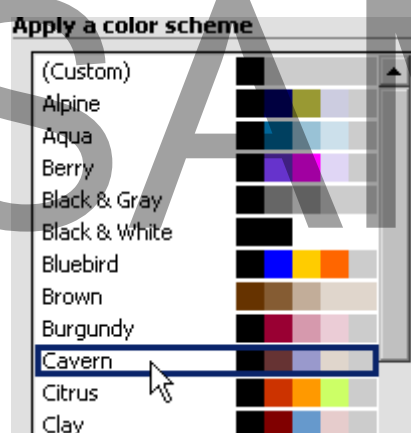 Apply a color scheme
(Custom)
Alpine
Aqua
Berry
Black & Gray
Black & White
Bluebird
Brown
Burgundy
Cavern
Citrus
Clay